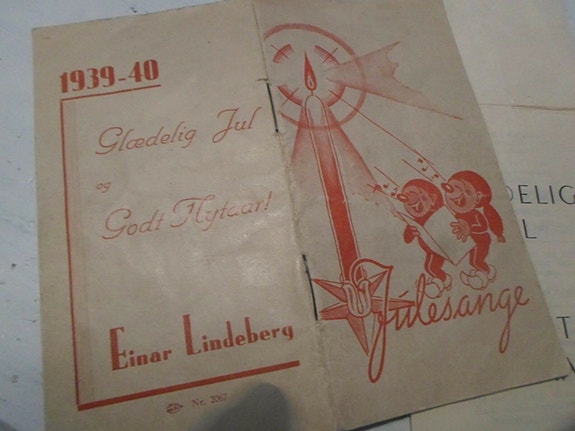 1939-40
Glædelig Jul
og
Godt Nytaar!
Einar Lindeberg
Nr. 2067
Julesange
DELIG
L
T